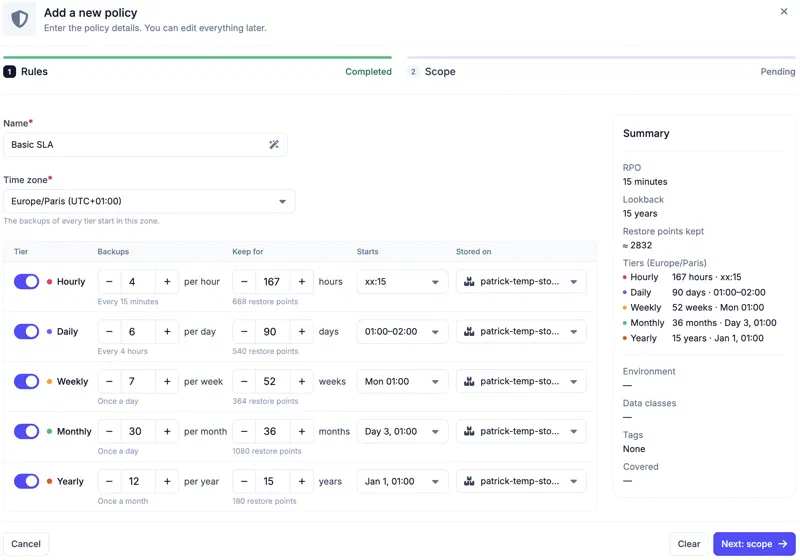 Add a new policy
Enter the policy details. You can edit everything later.
1 Rules Completed
2 Scope Pending
Name*
Basic SLA
Time zone*
Europe/Paris (UTC+01:00)
The backups of every tier start in this zone.
Tier Backups Keep for Starts Stored on
Hourly − 4 + per hour − 167 + hours xx:15 patrick-temp-sto...
Every 15 minutes 668 restore points
Daily − 6 + per day − 90 + days 01:00–02:00 patrick-temp-sto...
Every 4 hours 540 restore points
Weekly − 7 + per week − 52 + weeks Mon 01:00 patrick-temp-sto...
Once a day 364 restore points
Monthly − 30 + per month − 36 + months Day 3, 01:00 patrick-temp-sto...
Once a day 1080 restore points
Yearly − 12 + per year − 15 + years Jan 1, 01:00 patrick-temp-sto...
Once a month 180 restore points
Summary
RPO
15 minutes
Lookback
15 years
Restore points kept
≈ 2832
Tiers (Europe/Paris)
Hourly 167 hours · xx:15
Daily 90 days · 01:00–02:00
Weekly 52 weeks · Mon 01:00
Monthly 36 months · Day 3, 01:00
Yearly 15 years · Jan 1, 01:00
Environment
—
Data classes
—
Tags
None
Covered
—
Cancel
Clear
Next: scope →